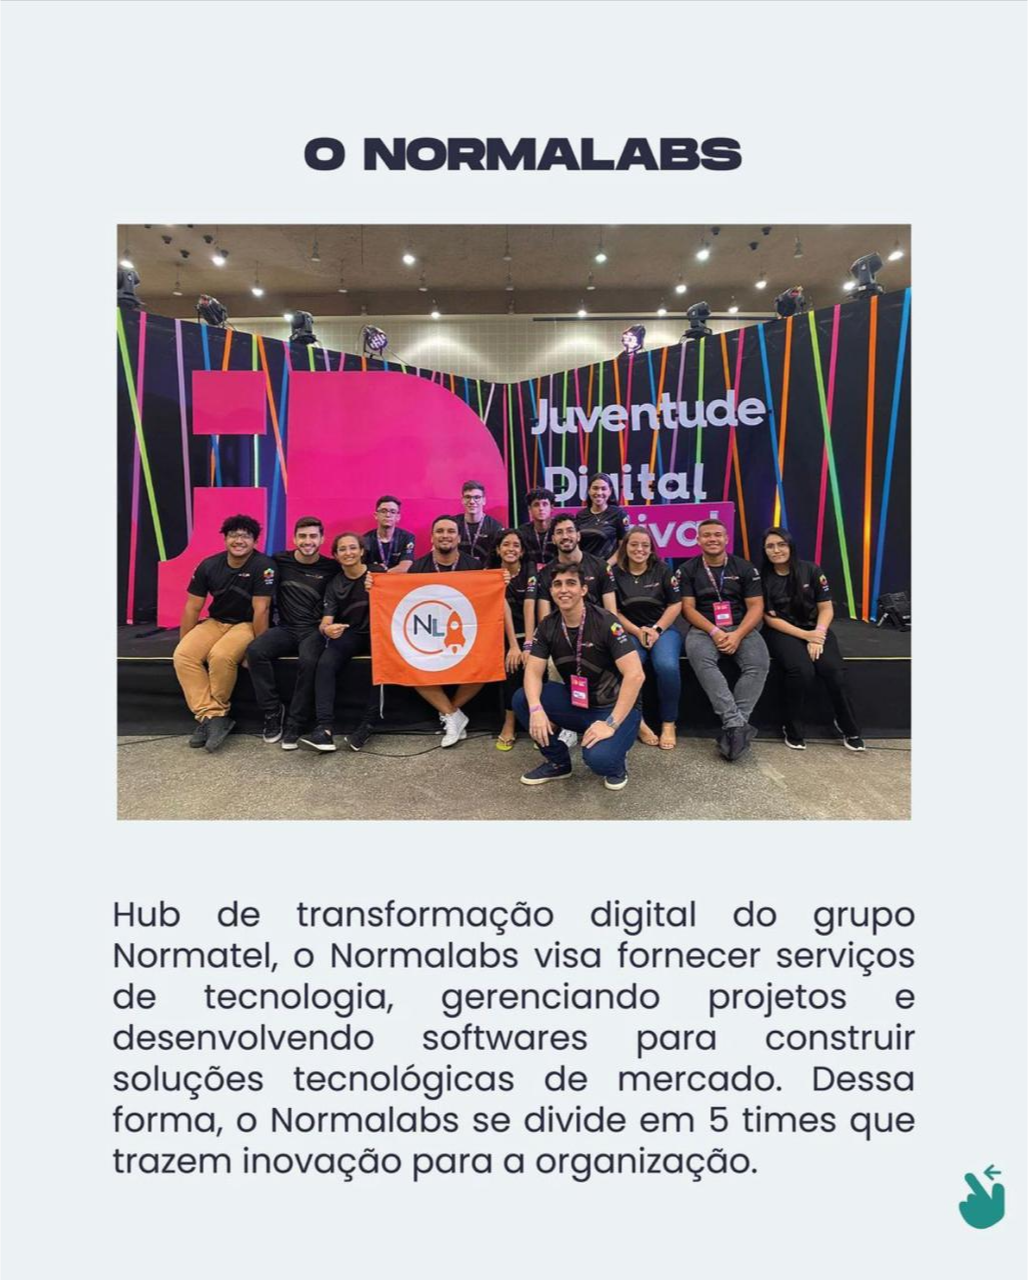 O NORMALABS
Juventude
Digital
NL
Hub de transformação digital do grupo
Normatel, o Normalabs visa fornecer serviços
de tecnologia, gerenciando projetos e
desenvolvendo softwares para construir
soluções tecnológicas de mercado. Dessa
forma, o Normalabs se divide em 5 times que
trazem inovação para a organização.